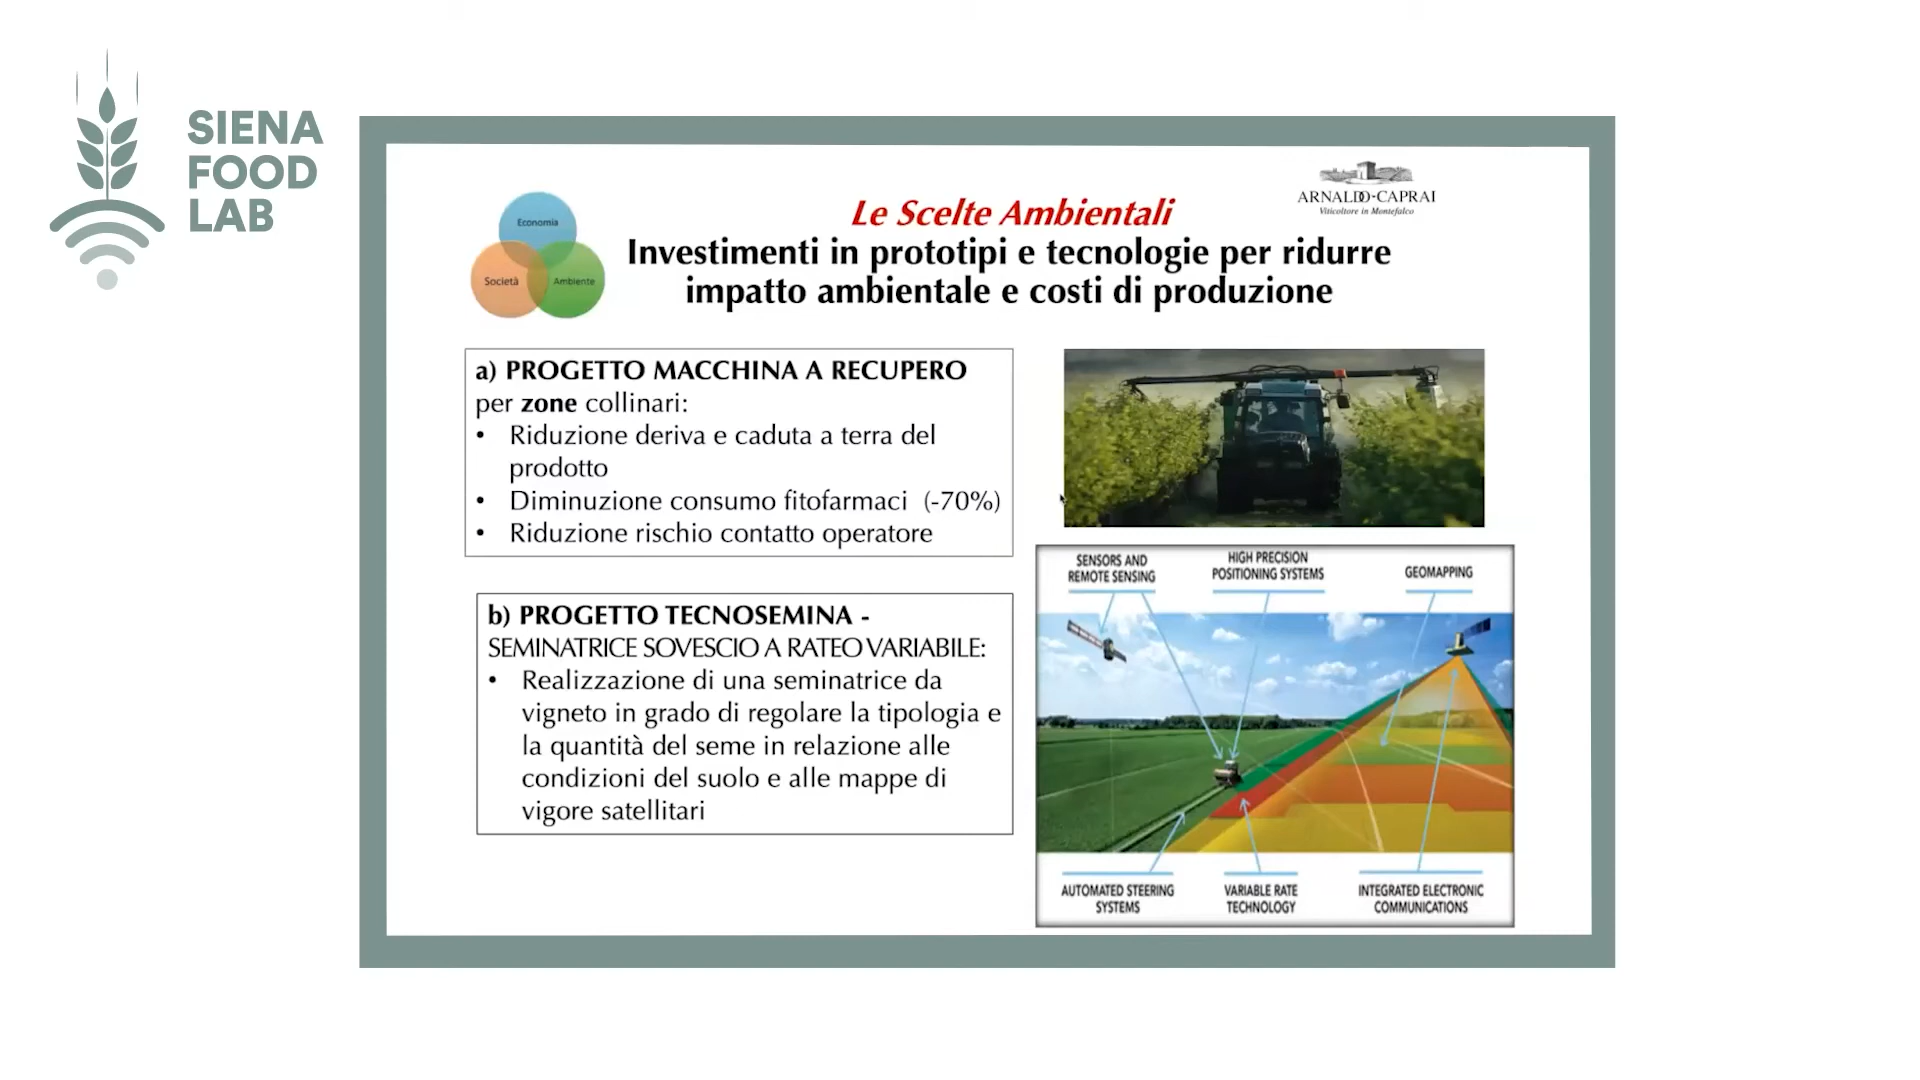 SIENA
FOOD
LAB
Economia
Società
Ambiente
Le Scelte Ambientali
Investimenti in prototipi e tecnologie per ridurre
impatto ambientale e costi di produzione
ARNALDO-CAPRAI
Viticoltore in Montefalco
a) PROGETTO MACCHINA A RECUPERO
per zone collinari:
• Riduzione deriva e caduta a terra del
prodotto
• Diminuzione consumo fitofarmaci (-70%)
• Riduzione rischio contatto operatore
b) PROGETTO TECNOSEMINA -
SEMINATRICE SOVESCIO A RATEO VARIABILE:
• Realizzazione di una seminatrice da
vigneto in grado di regolare la tipologia e
la quantità del seme in relazione alle
condizioni del suolo e alle mappe di
vigore satellitari
SENSORS AND
REMOTE SENSING
HIGH PRECISION
POSITIONING SYSTEMS
GEOMAPPING
AUTOMATED STEERING
SYSTEMS
VARIABLE RATE
TECHNOLOGY
INTEGRATED ELECTRONIC
COMMUNICATIONS